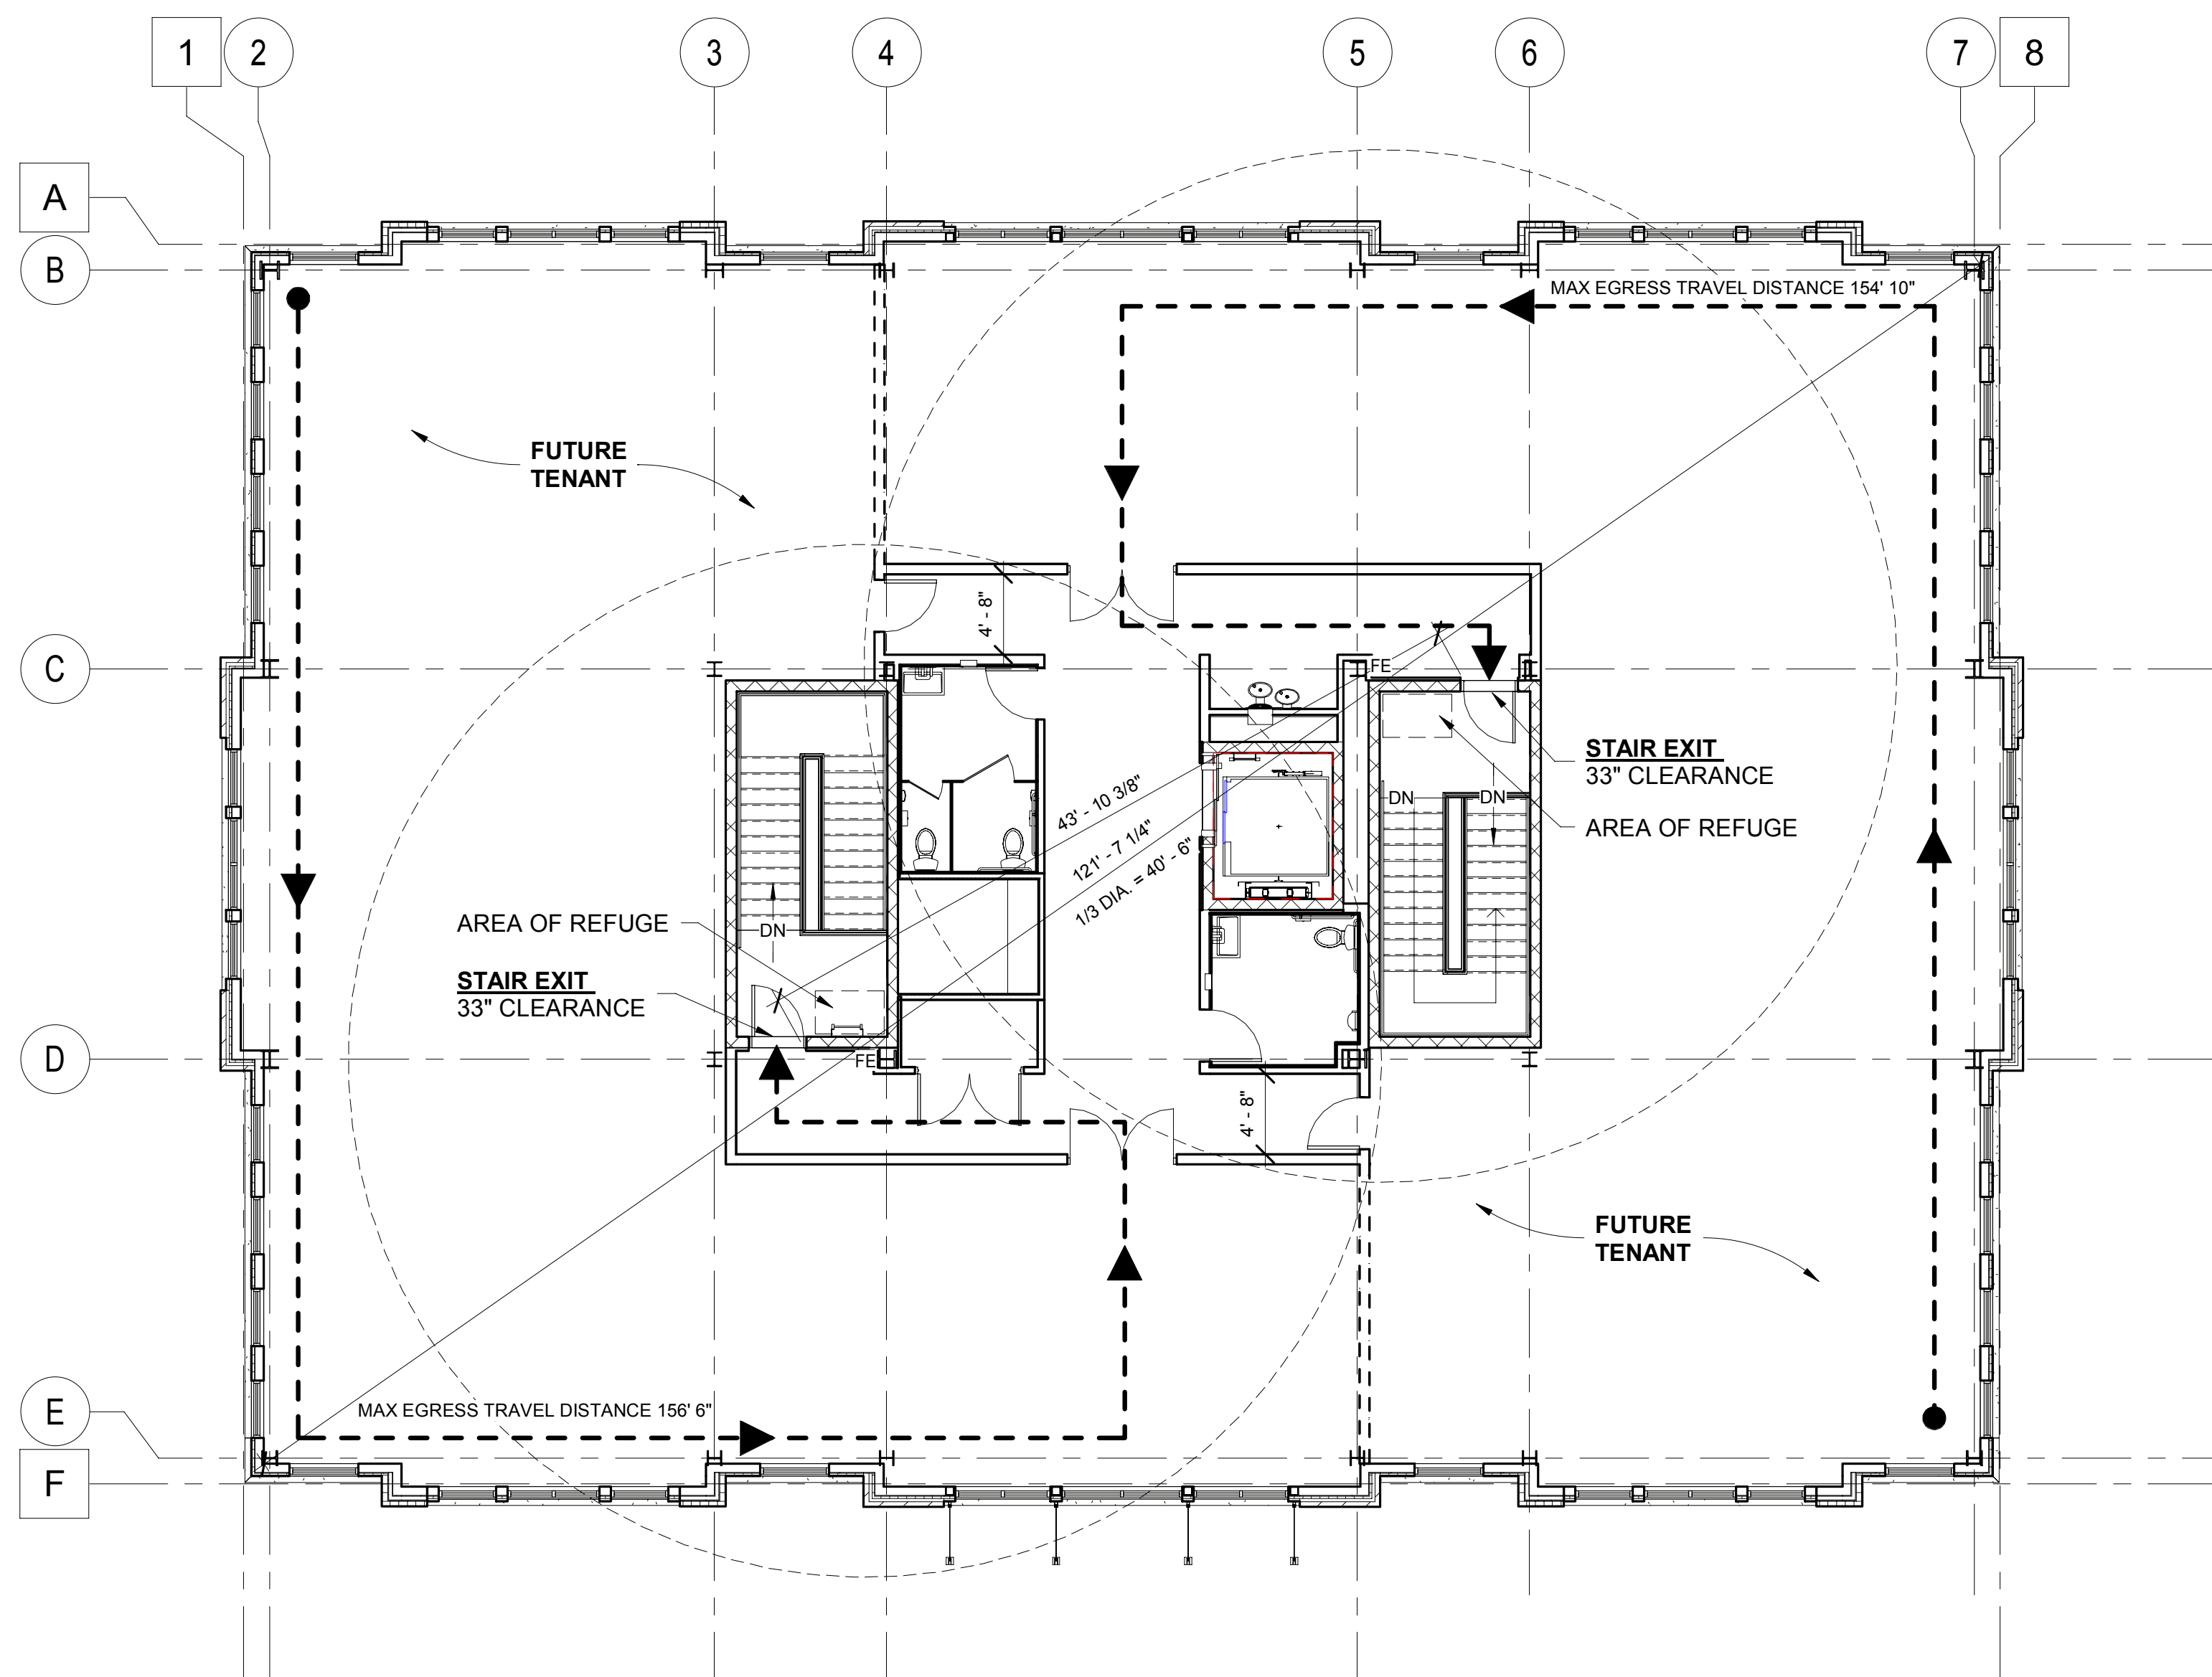 1
2
3
4
5
6
7
8
A
B
MAX EGRESS TRAVEL DISTANCE 154' 10"
FUTURE
TENANT
4' - 8"
C
FE
STAIR EXIT
33" CLEARANCE
43' - 10 3/8"
121' - 7 1/4"
1/3 DIA. = 40' - 6"
DN
DN
AREA OF REFUGE
AREA OF REFUGE
DN
STAIR EXIT
33" CLEARANCE
D
FE
4' - 8"
FUTURE
TENANT
MAX EGRESS TRAVEL DISTANCE 156' 6"
E
F